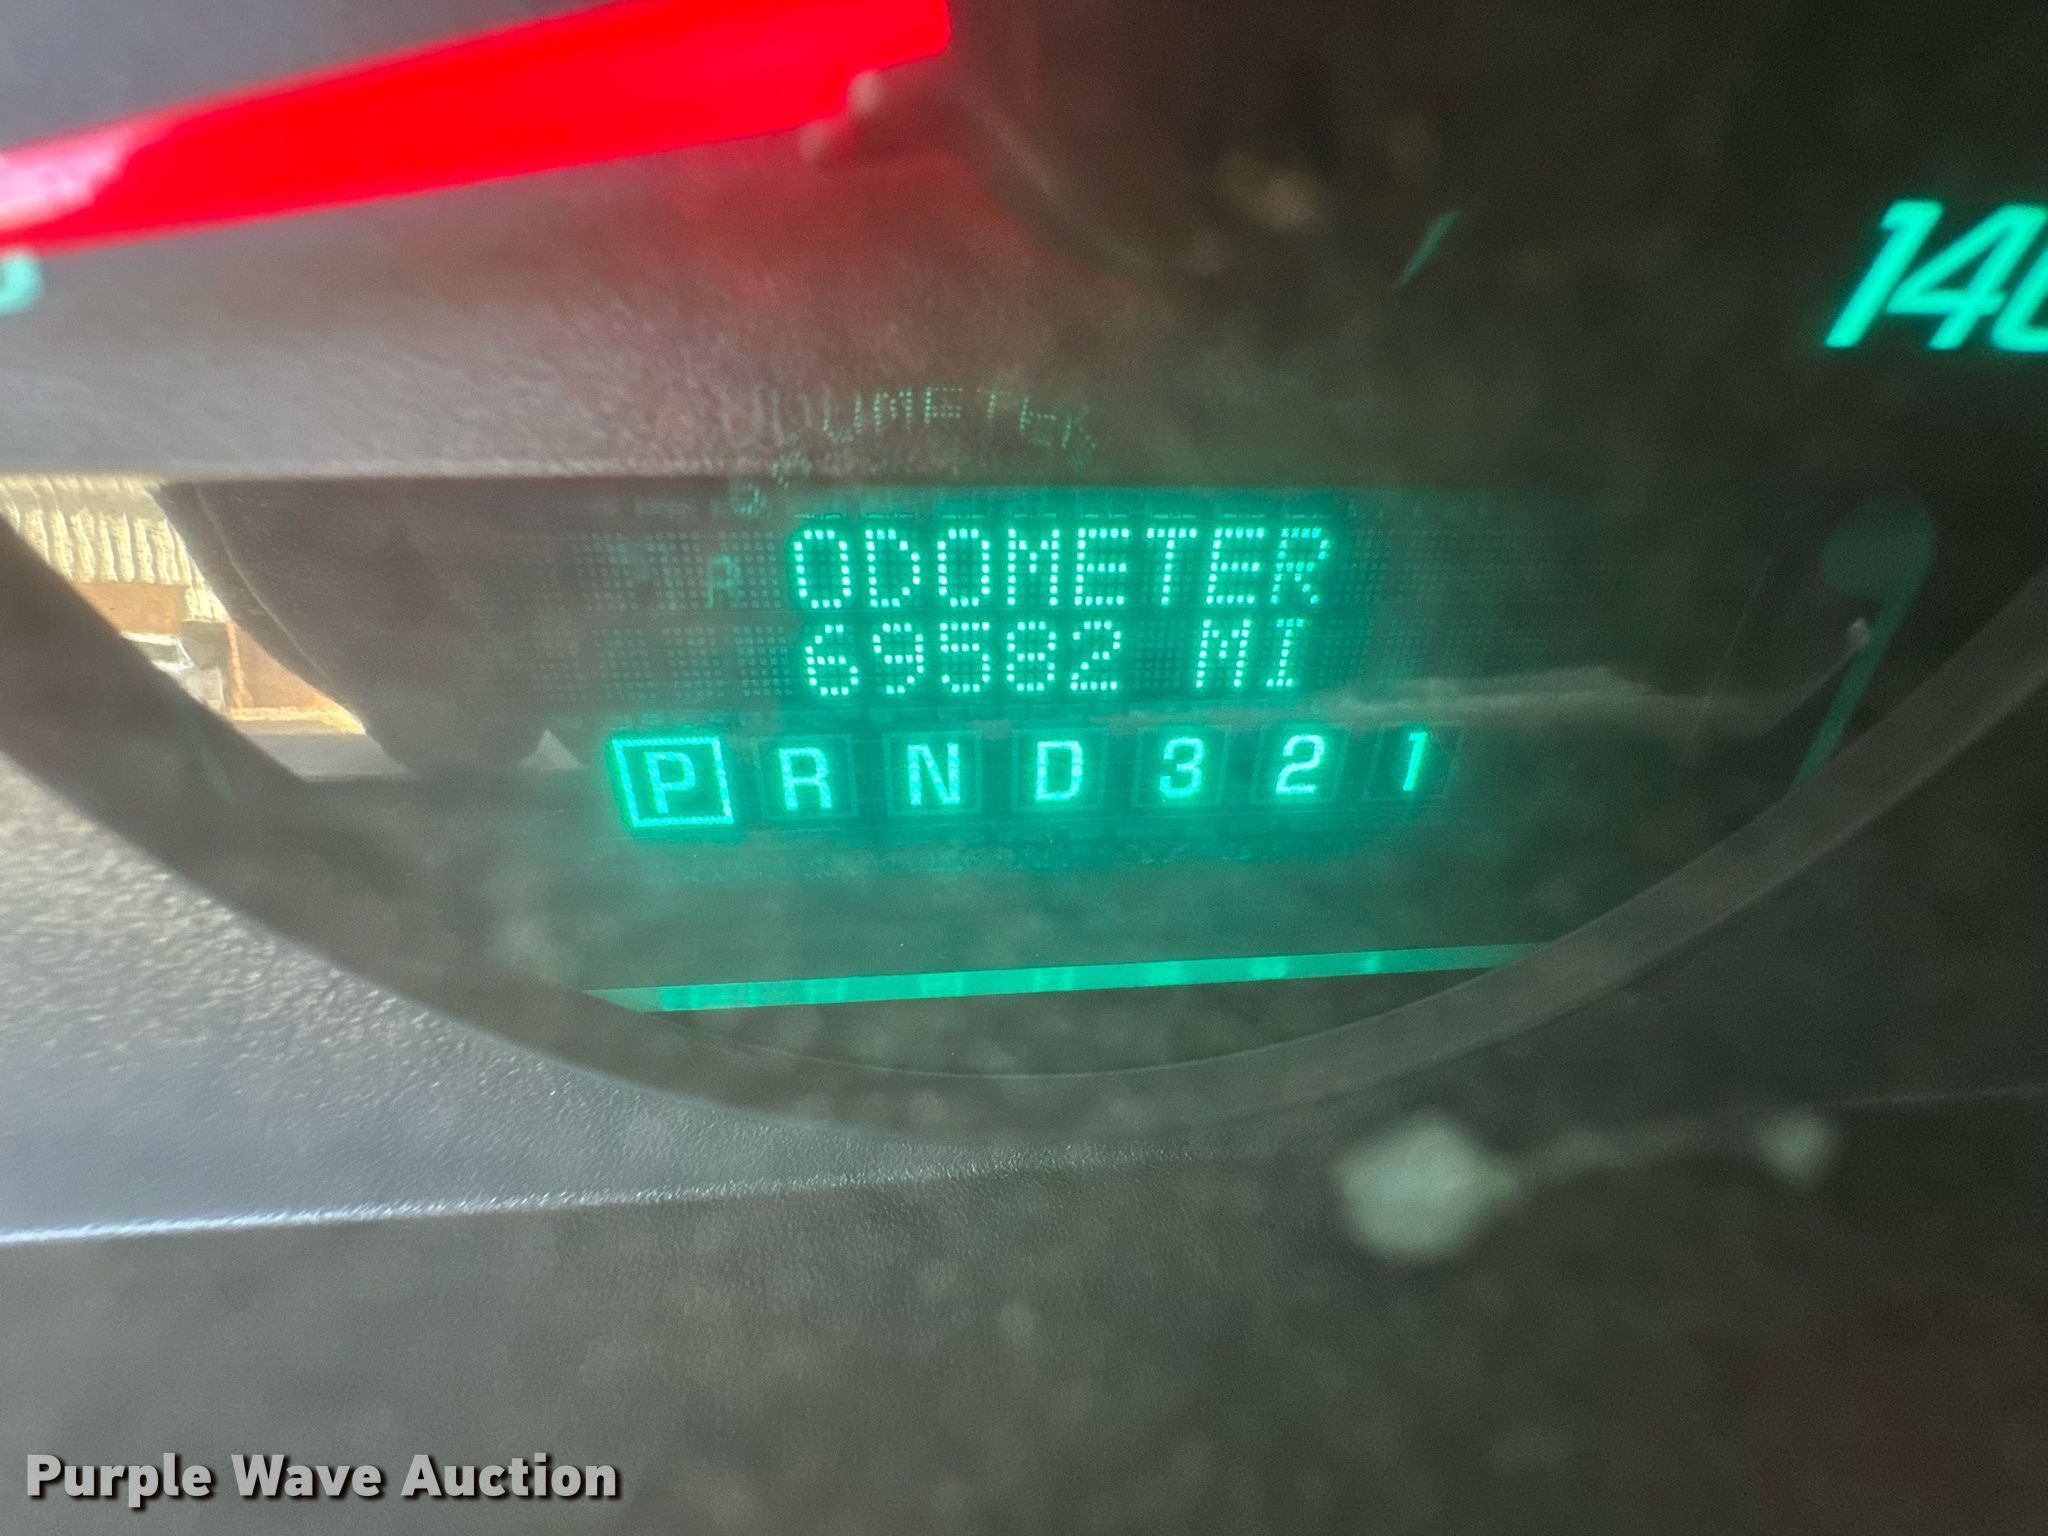 140
ODOMETER
69582 MI
P R N D 3 2 1
Purple Wave Auction